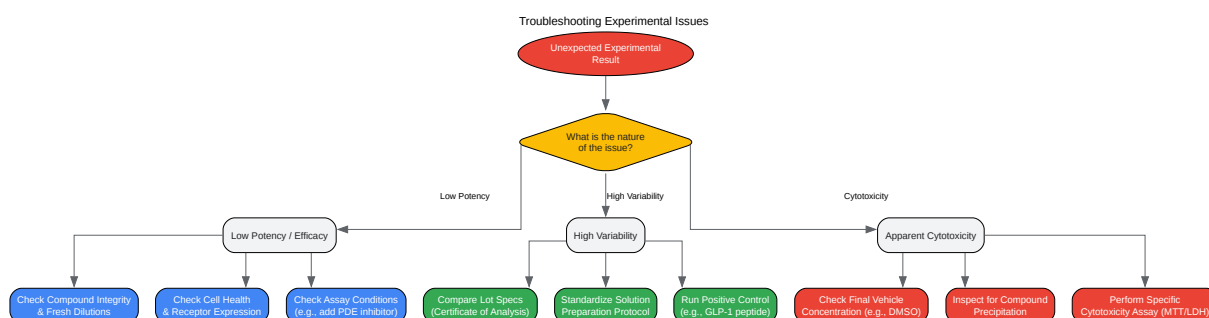 Troubleshooting Experimental Issues
Unexpected Experimental
Result
What is the nature
of the issue?
Low Potency
High Variability
Cytotoxicity
Low Potency / Efficacy
High Variability
Apparent Cytotoxicity
Check Compound Integrity
& Fresh Dilutions
Check Cell Health
& Receptor Expression
Check Assay Conditions
(e.g., add PDE inhibitor)
Compare Lot Specs
(Certificate of Analysis)
Standardize Solution
Preparation Protocol
Run Positive Control
(e.g., GLP-1 peptide)
Check Final Vehicle
Concentration (e.g., DMSO)
Inspect for Compound
Precipitation
Perform Specific
Cytotoxicity Assay (MTT/LDH)